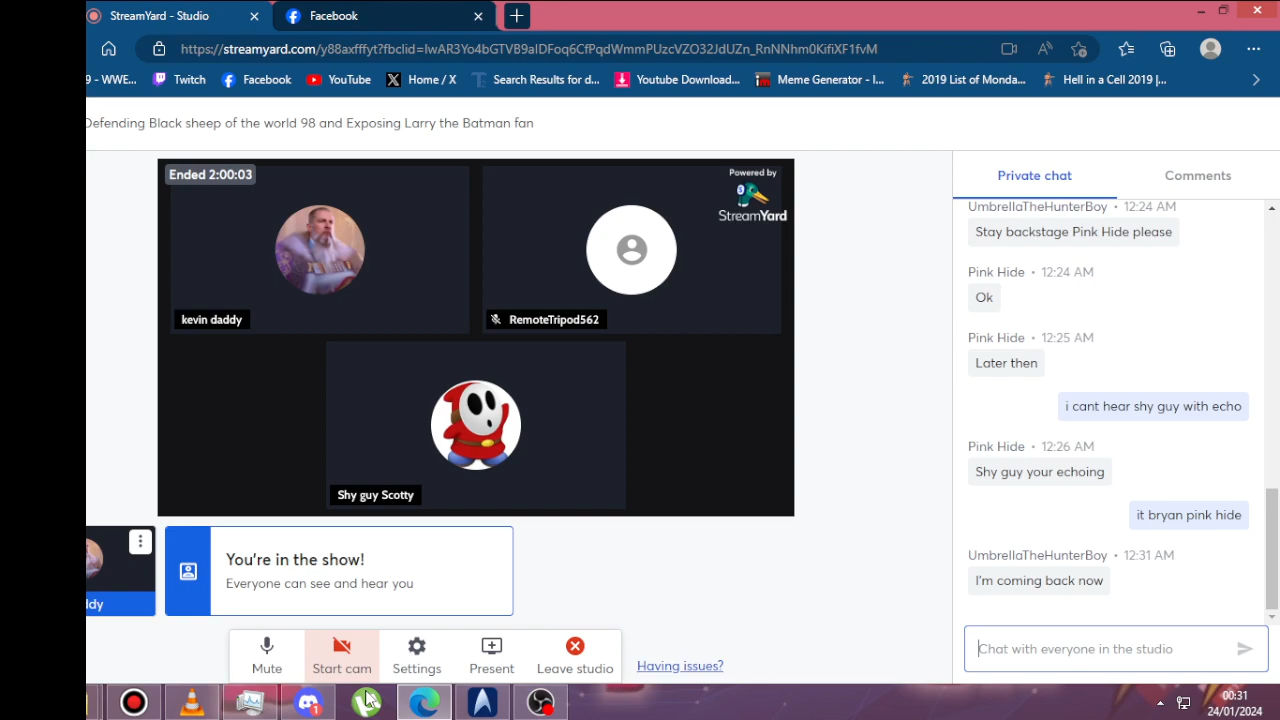 StreamYard - Studio
Facebook
https://streamyard.com/y88axfffyt?fbclid=IwAR3Yo4bGTVB9aIDFoq6CfPqdWmmPUzcVZO32JdUZn_RnNNhm0KifiXF1fvM
9 - WWE... Twitch Facebook YouTube Home / X Search Results for d... Youtube Download... Meme Generator - I... 2019 List of Monda... Hell in a Cell 2019 |...
Defending Black sheep of the world 98 and Exposing Larry the Batman fan
Ended 2:00:03
Powered by
StreamYard
kevin daddy
RemoteTripod562
Shy guy Scotty
ddy
You're in the show!
Everyone can see and hear you
Mute
Start cam
Settings
Present
Leave studio
Having issues?
Private chat
Comments
UmbrellaTheHunterBoy • 12:24 AM
Stay backstage Pink Hide please
Pink Hide • 12:24 AM
Ok
Pink Hide • 12:25 AM
Later then
i cant hear shy guy with echo
Pink Hide • 12:26 AM
Shy guy your echoing
it bryan pink hide
UmbrellaTheHunterBoy • 12:31 AM
I'm coming back now
Chat with everyone in the studio
1
00:31
24/01/2024